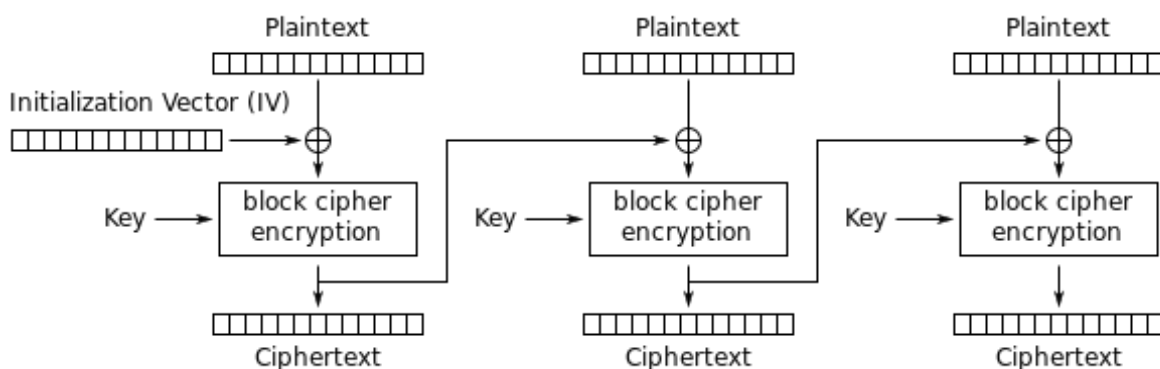 Plaintext
Plaintext
Plaintext
Initialization Vector (IV)
Key
block cipher
encryption
Key
block cipher
encryption
Key
block cipher
encryption
Ciphertext
Ciphertext
Ciphertext